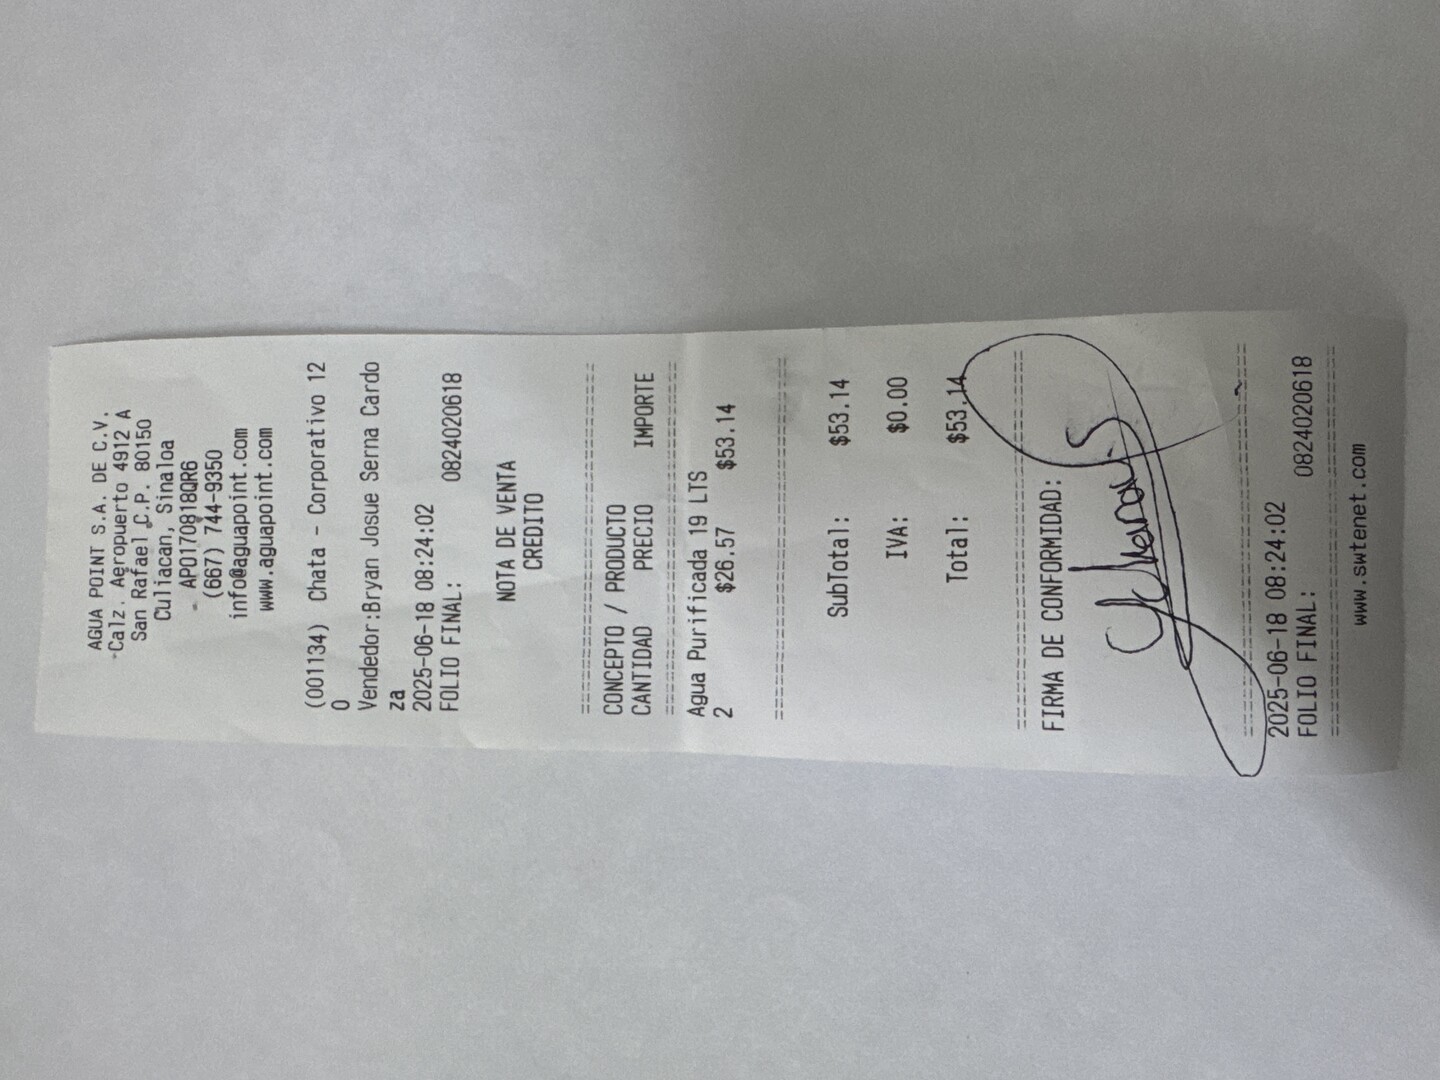 AGUA POINT S.A. DE C.V.
Calz. Aeropuerto 4912 A
San Rafael C.P. 80150
Culiacan, Sinaloa
APO170818QR6
(667) 744-9350
info@aguapoint.com
www.aguapoint.com
(001134) Chata - Corporativo 12
0
Vendedor:Bryan Josue Serna Cardo
za
2025-06-18 08:24:02
FOLIO FINAL: 0824020618
NOTA DE VENTA
CREDITO
================================
CONCEPTO / PRODUCTO
CANTIDAD PRECIO IMPORTE
================================
Agua Purificada 19 LTS
2 $26.57 $53.14
================================
SubTotal: $53.14
IVA: $0.00
Total: $53.14
================================
FIRMA DE CONFORMIDAD:
================================
2025-06-18 08:24:02
FOLIO FINAL: 0824020618
================================
www.swtenet.com